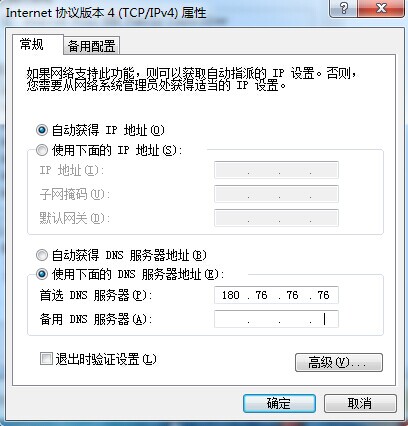 Internet 协议版本 4 (TCP/IPv4) 属性
常规 备用配置
如果网络支持此功能，则可以获取自动指派的 IP 设置。否则，
您需要从网络系统管理员处获得适当的 IP 设置。
自动获得 IP 地址(O)
使用下面的 IP 地址(S):
IP 地址(I): . . .
子网掩码(U): . . .
默认网关(D): . . .
自动获得 DNS 服务器地址(B)
使用下面的 DNS 服务器地址(E):
首选 DNS 服务器(P): 180 . 76 . 76 . 76
备用 DNS 服务器(A): . . .
退出时验证设置(L) 高级(V)...
确定 取消